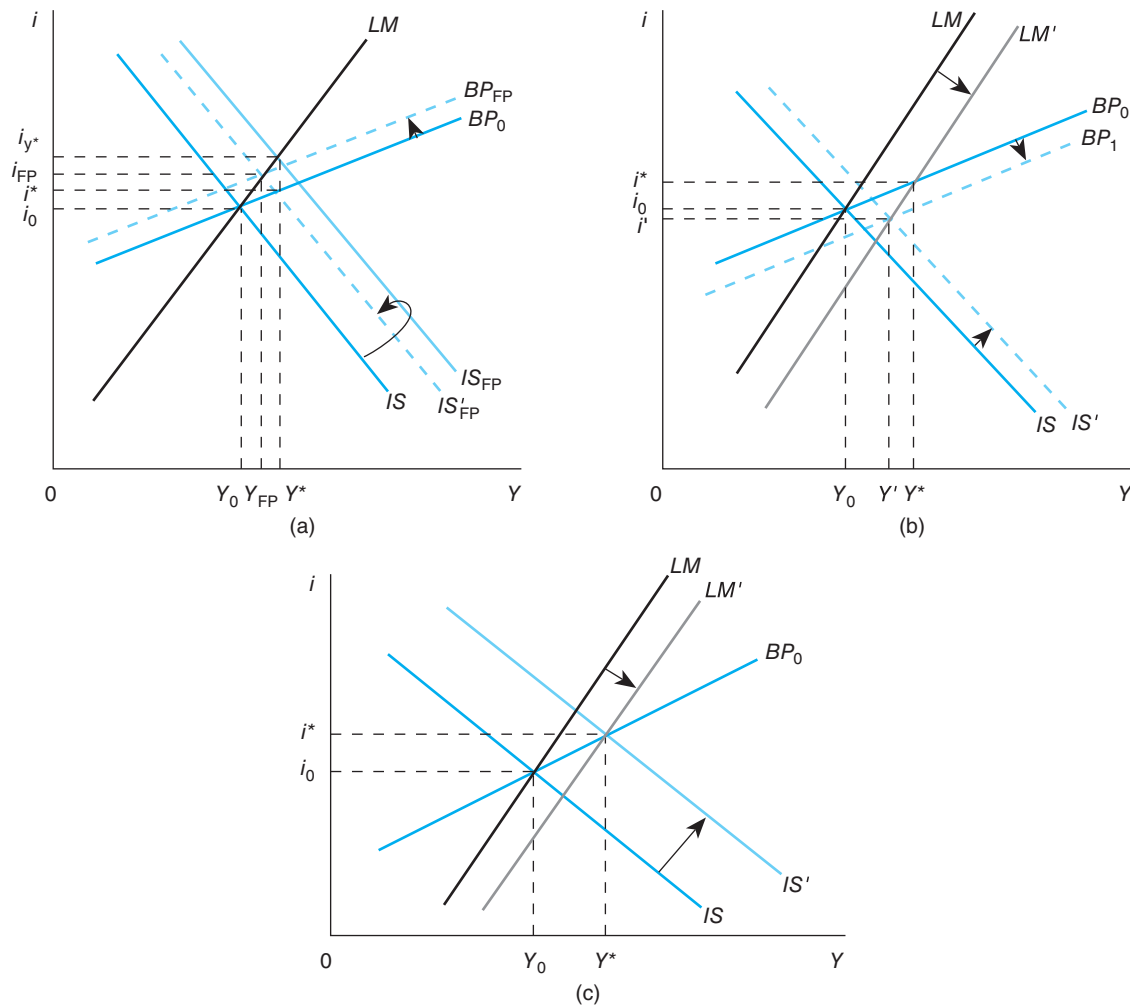 i
LM
BP_FP
BP_0
i_y*
i_FP
i*
i_0
IS_FP
IS'_FP
IS
0
Y_0 Y_FP Y*
Y
(a)
i
LM
LM'
BP_0
BP_1
i*
i_0
i'
IS
IS'
0
Y_0
Y' Y*
Y
(b)
i
LM
LM'
BP_0
i*
i_0
IS'
IS
0
Y_0
Y*
Y
(c)